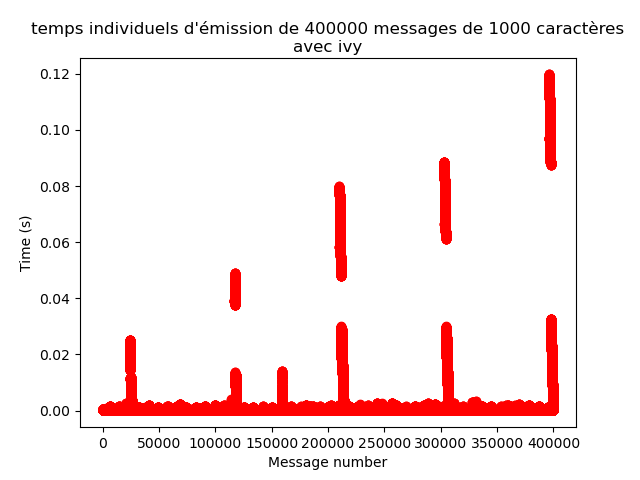 temps individuels d'émission de 400000 messages de 1000 caractères
avec ivy
0.12
0.10
0.08
0.06
0.04
0.02
0.00
Time (s)
0 50000 100000 150000 200000 250000 300000 350000 400000
Message number